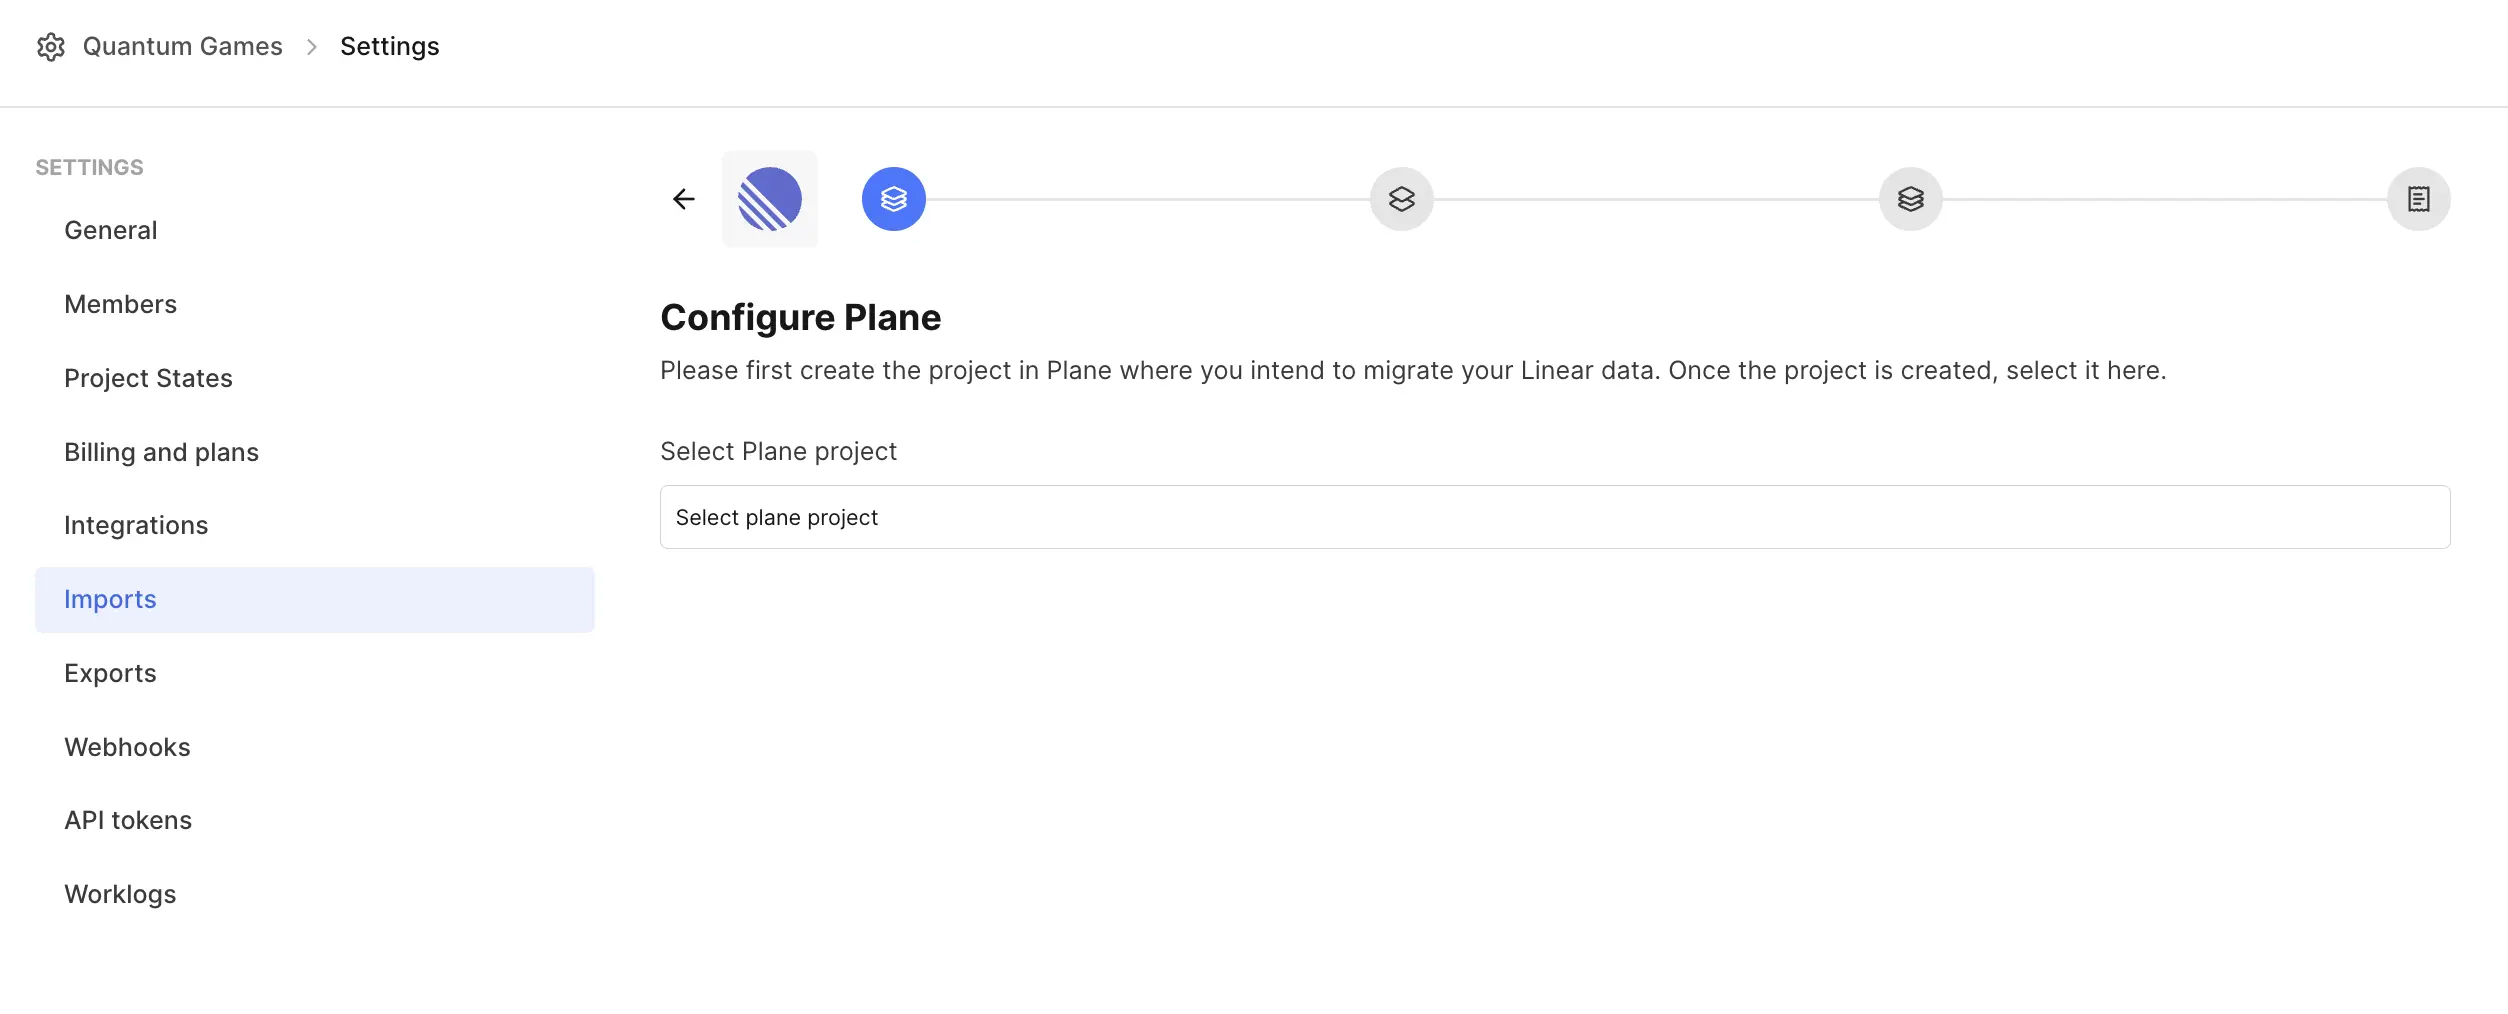 Quantum Games > Settings
SETTINGS
General
Members
Project States
Billing and plans
Integrations
Imports
Exports
Webhooks
API tokens
Worklogs
Configure Plane
Please first create the project in Plane where you intend to migrate your Linear data. Once the project is created, select it here.
Select Plane project
Select plane project